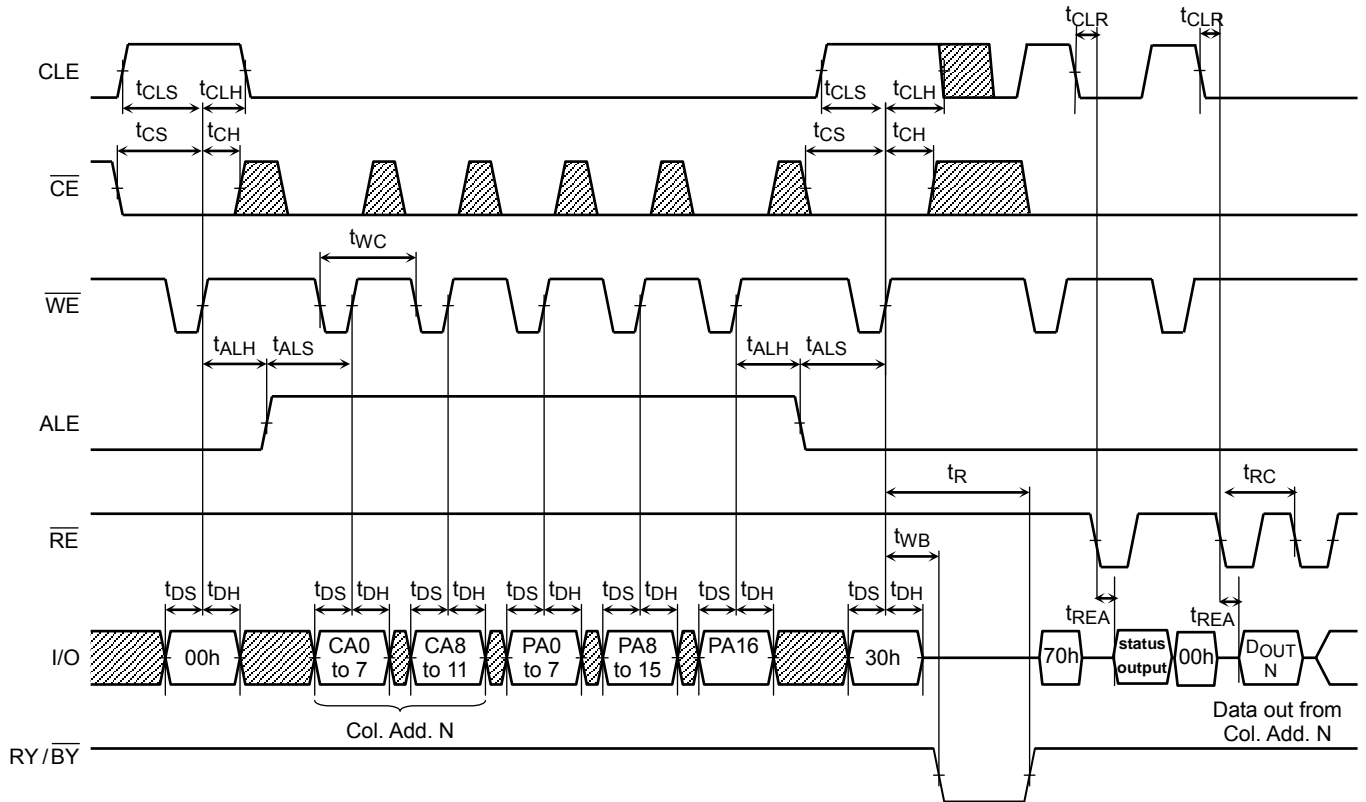 tCLR tCLR
CLE
tCLS tCLH tCLS tCLH
tCS tCH tCS tCH
CE
tWC
WE
tALH tALS tALH tALS
ALE
tR tRC
RE
tWB
tDS tDH tDS tDH tDS tDH tDS tDH tDS tDH tDS tDH tDS tDH
tREA tREA
I/O
00h
CA0 to 7
CA8 to 11
PA0 to 7
PA8 to 15
PA16
30h
70h
status output
00h
DOUT N
Col. Add. N
Data out from
Col. Add. N
RY/BY